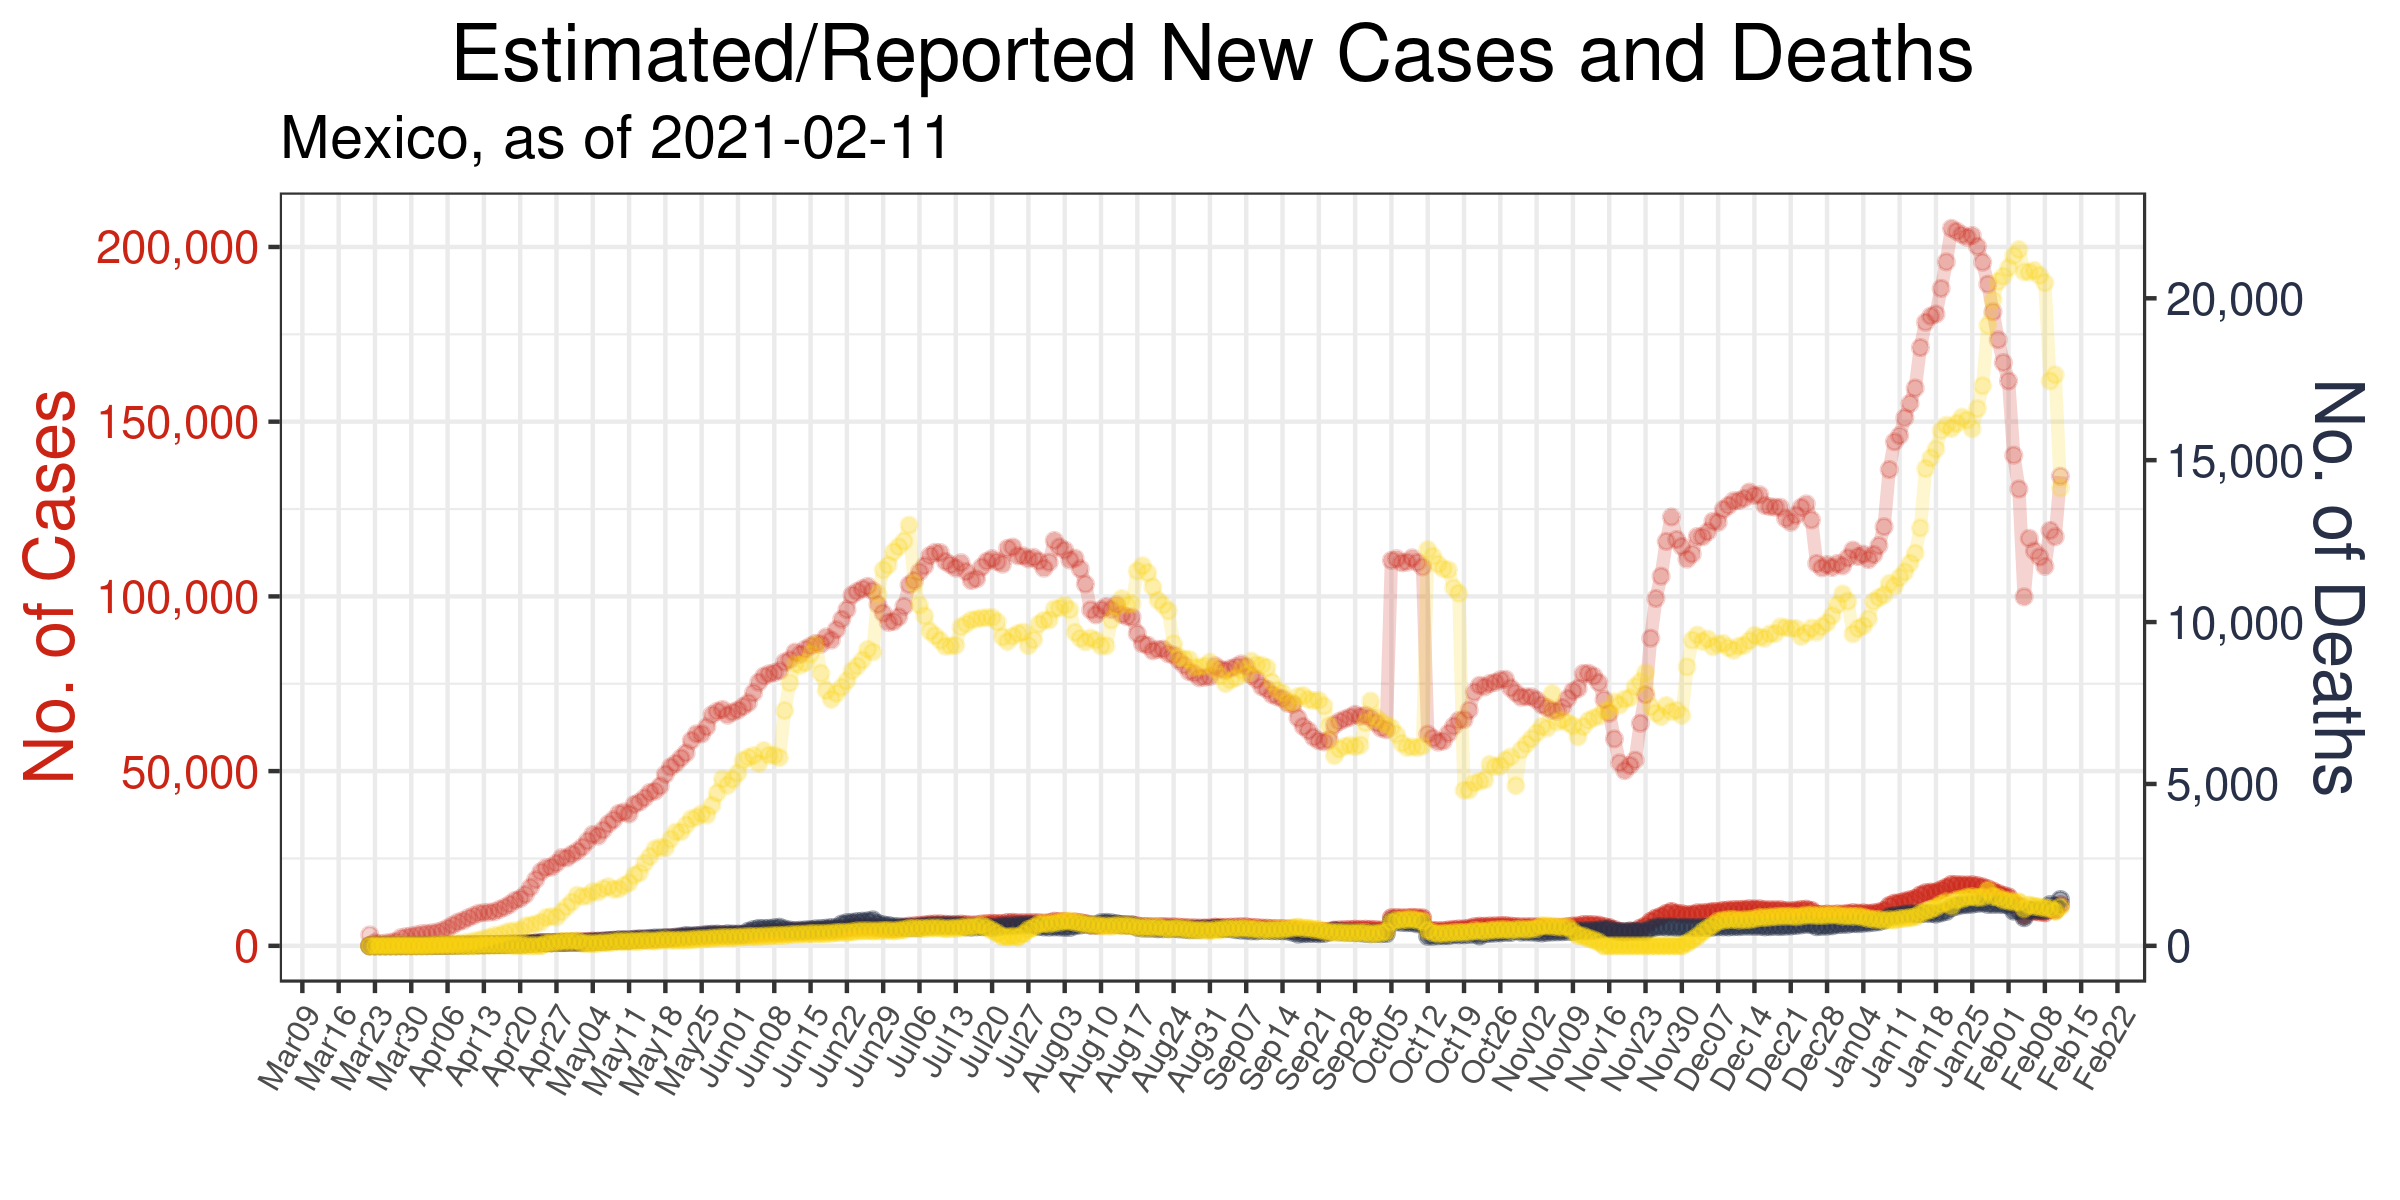 Estimated/Reported New Cases and Deaths
Mexico, as of 2021-02-11
No. of Cases
200,000
150,000
100,000
50,000
0
20,000
15,000
10,000
5,000
0
No. of Deaths
Mar09 Mar16 Mar23 Mar30 Apr06 Apr13 Apr20 Apr27 May04 May11 May18 May25 Jun01 Jun08 Jun15 Jun22 Jun29 Jul06 Jul13 Jul20 Jul27 Aug03 Aug10 Aug17 Aug24 Aug31 Sep07 Sep14 Sep21 Sep28 Oct05 Oct12 Oct19 Oct26 Nov02 Nov09 Nov16 Nov23 Nov30 Dec07 Dec14 Dec21 Dec28 Jan04 Jan11 Jan18 Jan25 Feb01 Feb08 Feb15 Feb22